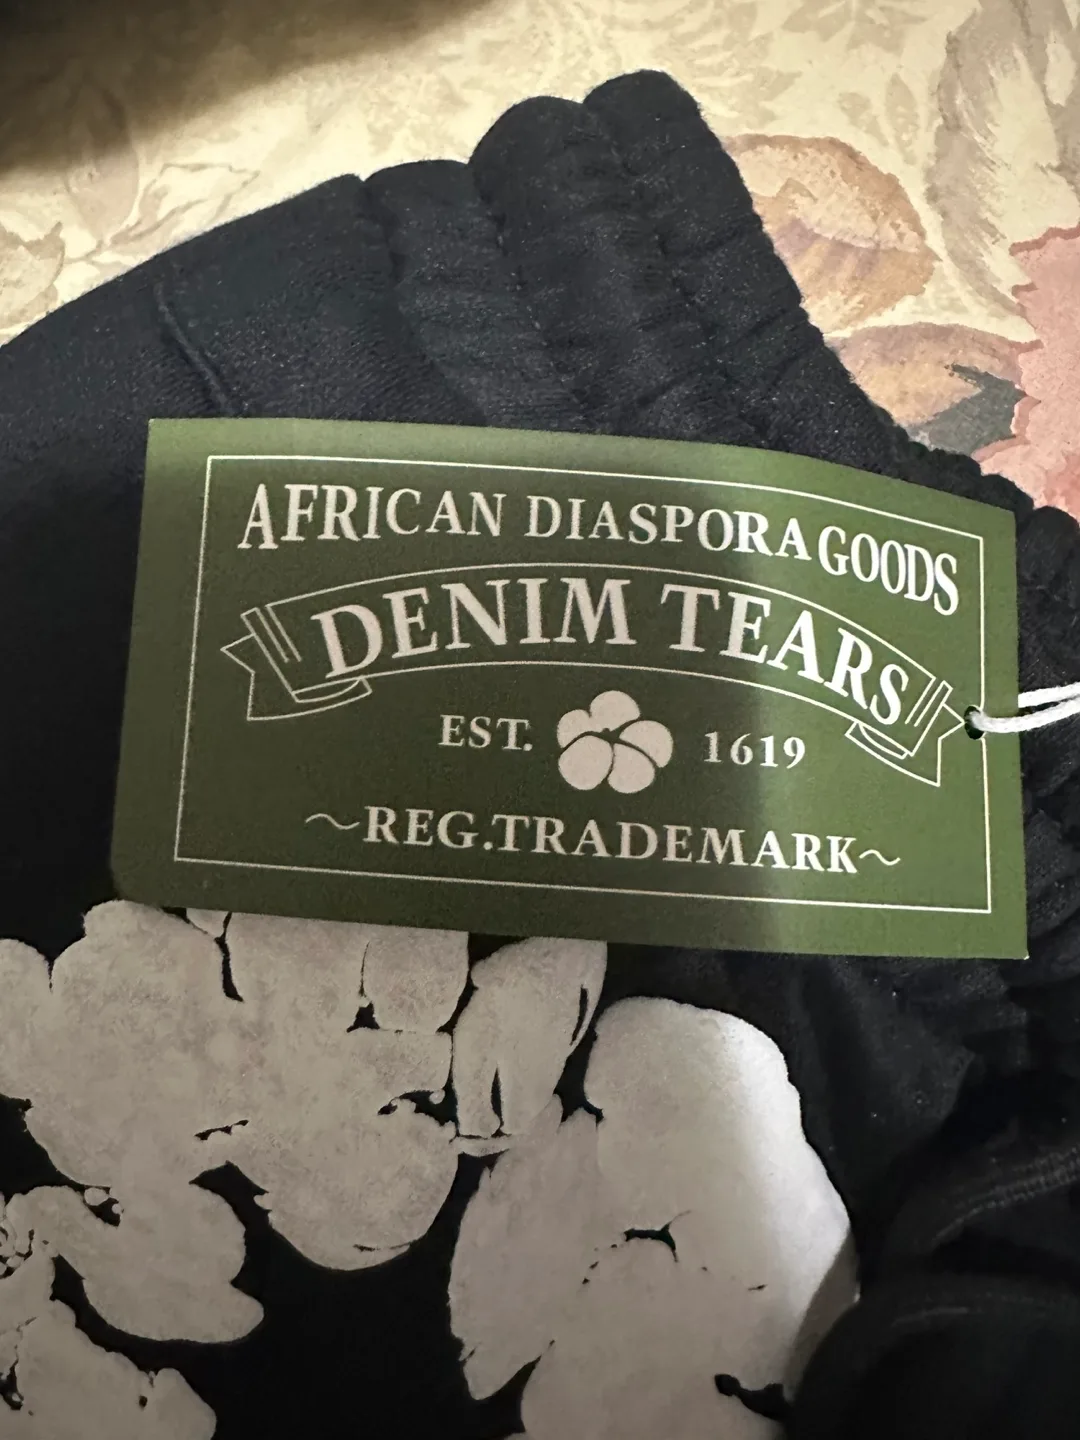 AFRICAN DIASPORA GOODS
DENIM TEARS
EST. 1619
~REG.TRADEMARK~